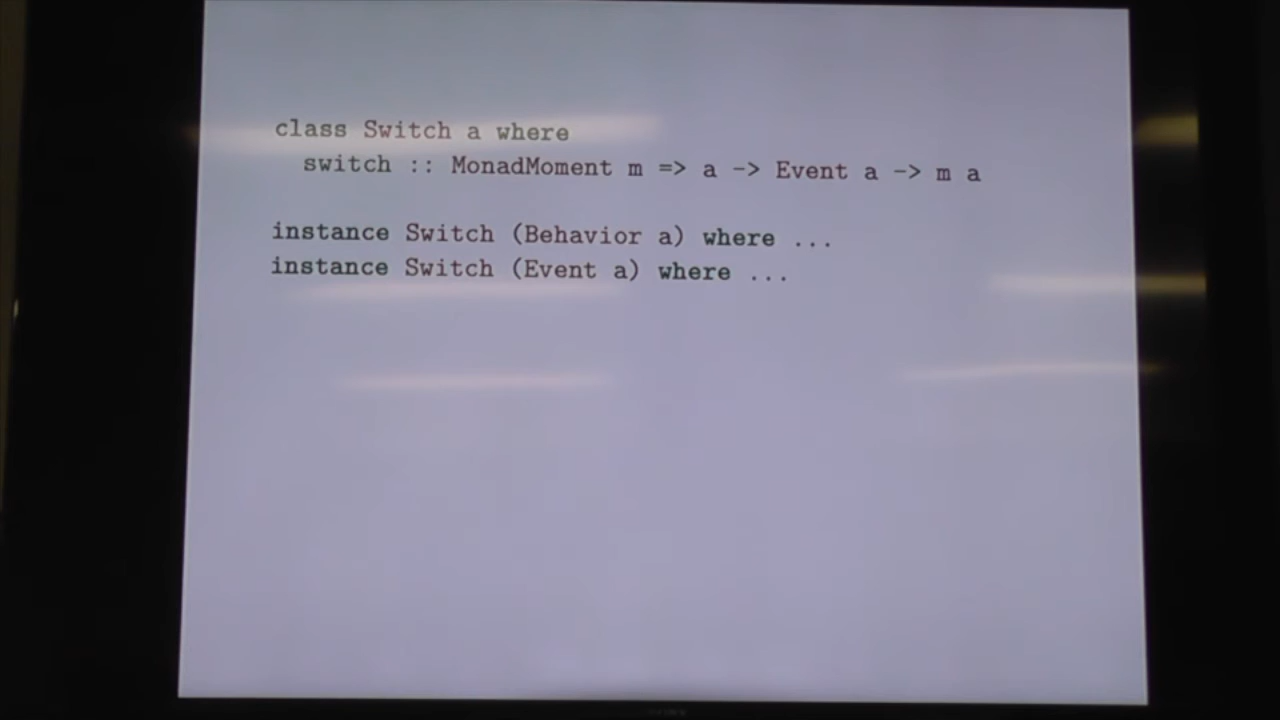 class Switch a where
  switch :: MonadMoment m => a -> Event a -> m a
instance Switch (Behavior a) where ...
instance Switch (Event a) where ...